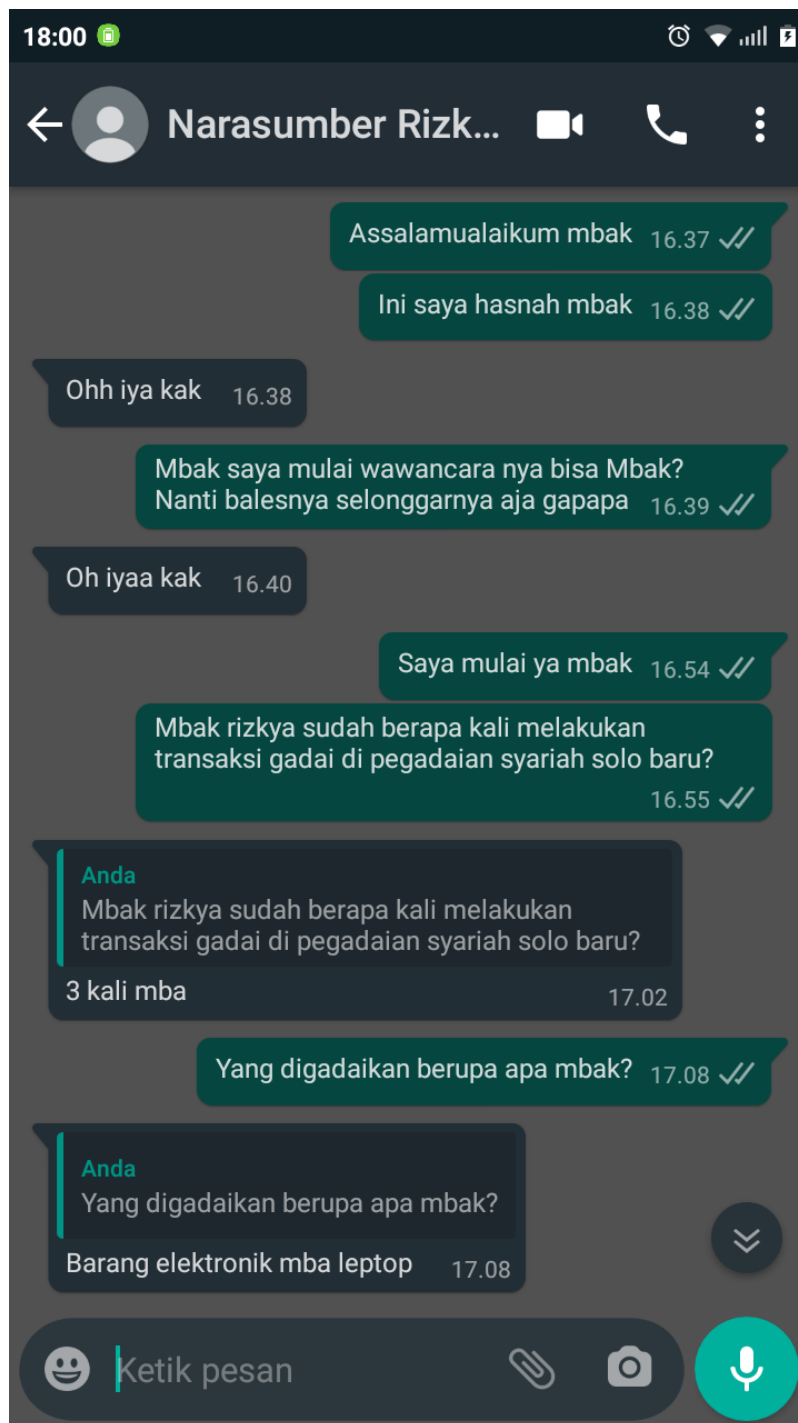 18:00
Narasumber Rizk...
Assalamualaikum mbak 16.37
Ini saya hasnah mbak 16.38
Ohh iya kak 16.38
Mbak saya mulai wawancara nya bisa Mbak?
Nanti balesnya selonggarnya aja gapapa 16.39
Oh iyaa kak 16.40
Saya mulai ya mbak 16.54
Mbak rizkya sudah berapa kali melakukan
transaksi gadai di pegadaian syariah solo baru?
16.55
Anda
Mbak rizkya sudah berapa kali melakukan
transaksi gadai di pegadaian syariah solo baru?
3 kali mba 17.02
Yang digadaikan berupa apa mbak? 17.08
Anda
Yang digadaikan berupa apa mbak?
Barang elektronik mba leptop 17.08
Ketik pesan